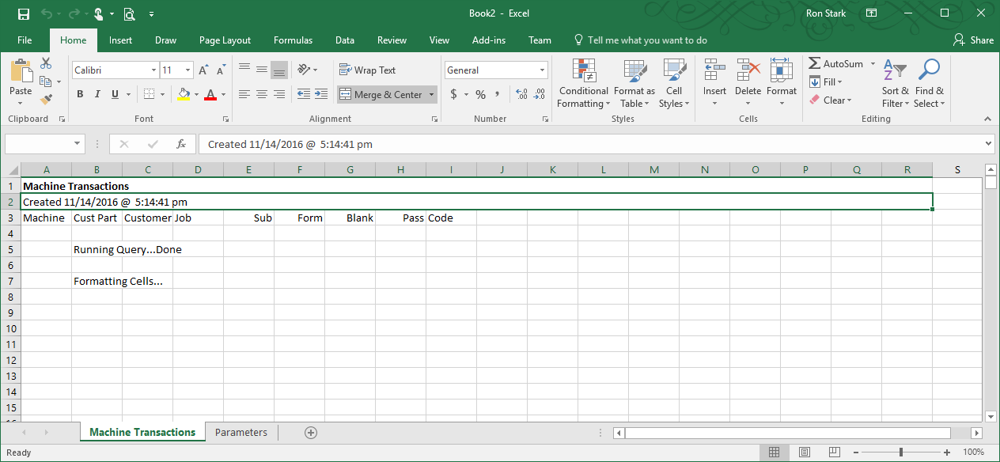 Book2 - Excel
Ron Stark
File Home Insert Draw Page Layout Formulas Data Review View Add-ins Team Tell me what you want to do Share
Calibri 11 A A Wrap Text General AutoSum A Z
Paste B I U A Merge & Center $ % , .0 .00 .00 .0 Conditional Formatting Format as Table Cell Styles Insert Delete Format Fill Sort & Filter Find & Select
Clear
Clipboard Font Alignment Number Styles Cells Editing
fx Created 11/14/2016 @ 5:14:41 pm
A B C D E F G H I J K L M N O P Q R S
1 Machine Transactions
2 Created 11/14/2016 @ 5:14:41 pm
3 Machine Cust Part Customer Job Sub Form Blank Pass Code
4
5 Running Query...Done
6
7 Formatting Cells...
8
9
10
11
12
13
14
15
16
Machine Transactions Parameters
Ready 100%